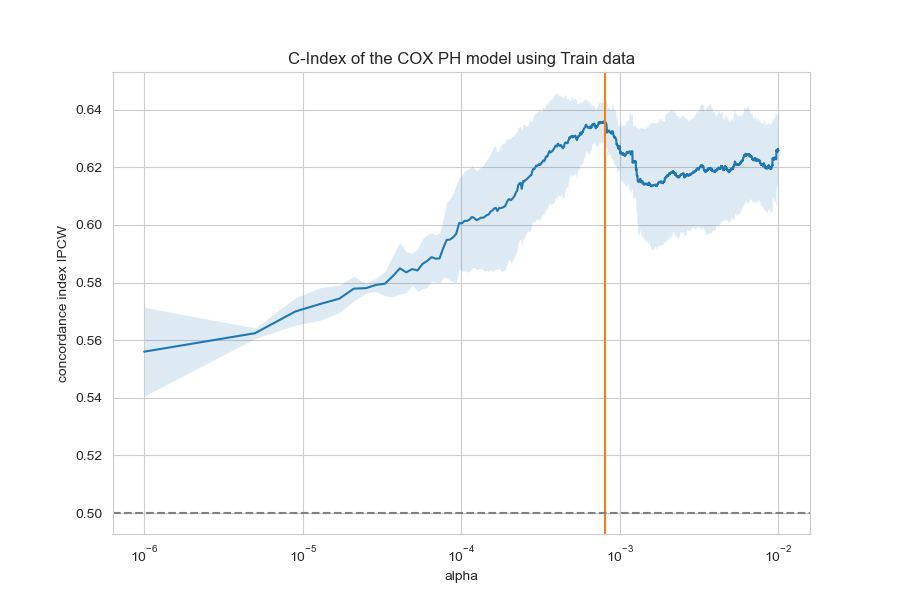 C-Index of the COX PH model using Train data
concordance index IPCW
0.64
0.62
0.60
0.58
0.56
0.54
0.52
0.50
10⁻⁶ 10⁻⁵ 10⁻⁴ 10⁻³ 10⁻²
alpha